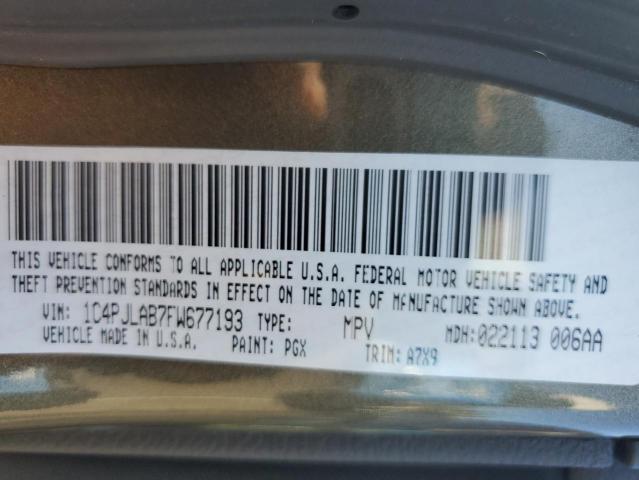 THIS VEHICLE CONFORMS TO ALL APPLICABLE U.S.A. FEDERAL MOTOR VEHICLE SAFETY AND
THEFT PREVENTION STANDARDS IN EFFECT ON THE DATE OF MANUFACTURE SHOWN ABOVE.
VIN: 1C4PJLAB7FW677193 TYPE: MPV MDH:022113 006AA
VEHICLE MADE IN U.S.A. PAINT: PGX TRIM: A7X9